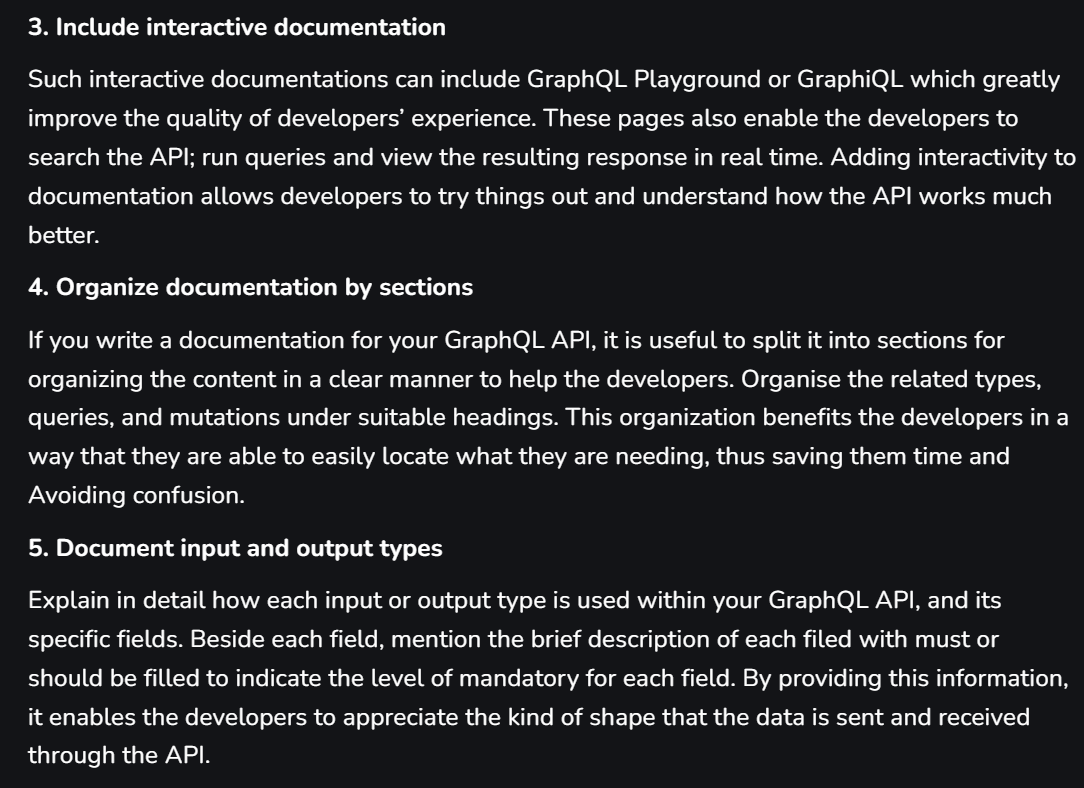 3. Include interactive documentation
Such interactive documentations can include GraphQL Playground or GraphiQL which greatly
improve the quality of developers’ experience. These pages also enable the developers to
search the API; run queries and view the resulting response in real time. Adding interactivity to
documentation allows developers to try things out and understand how the API works much
better.
4. Organize documentation by sections
If you write a documentation for your GraphQL API, it is useful to split it into sections for
organizing the content in a clear manner to help the developers. Organise the related types,
queries, and mutations under suitable headings. This organization benefits the developers in a
way that they are able to easily locate what they are needing, thus saving them time and
Avoiding confusion.
5. Document input and output types
Explain in detail how each input or output type is used within your GraphQL API, and its
specific fields. Beside each field, mention the brief description of each filed with must or
should be filled to indicate the level of mandatory for each field. By providing this information,
it enables the developers to appreciate the kind of shape that the data is sent and received
through the API.